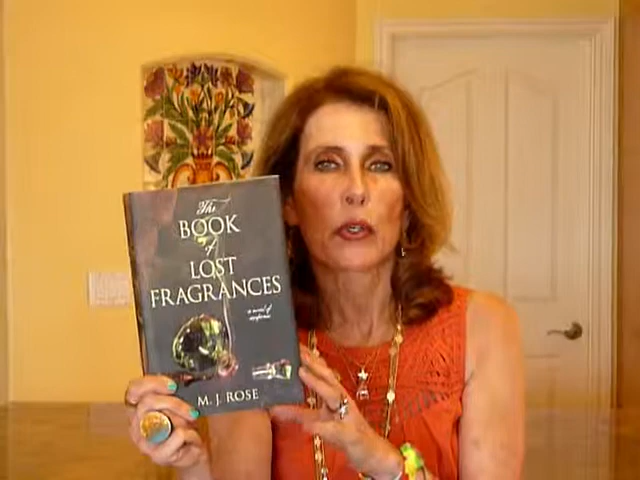 The
BOOK
of
LOST
FRAGRANCES
a novel of
suspense
M. J. ROSE